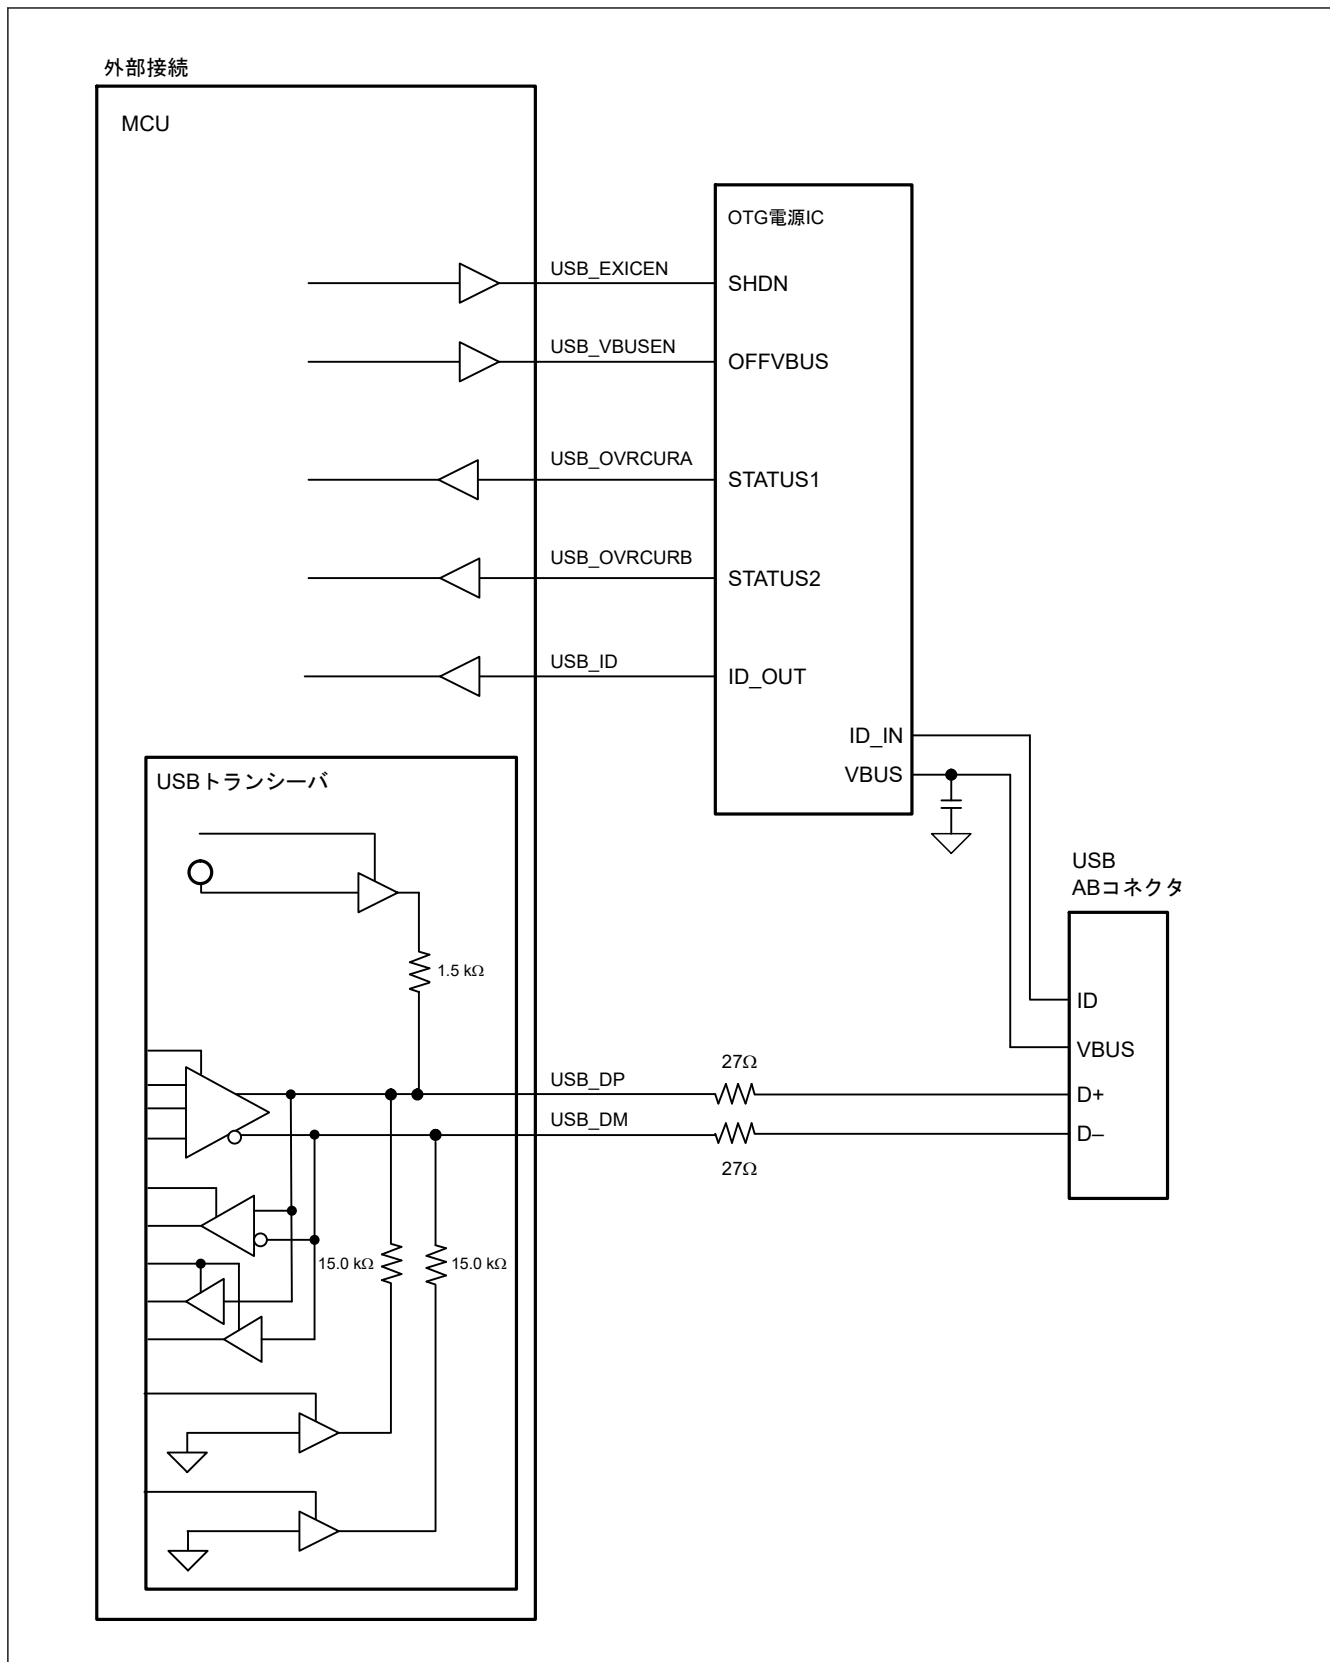 外部接続
MCU
OTG電源IC
USB_EXICEN
SHDN
USB_VBUSEN
OFFVBUS
USB_OVRCURA
STATUS1
USB_OVRCURB
STATUS2
USB_ID
ID_OUT
ID_IN
VBUS
USBトランシーバ
USB
ABコネクタ
1.5 kΩ
ID
VBUS
27Ω
USB_DP
D+
USB_DM
D–
27Ω
15.0 kΩ
15.0 kΩ